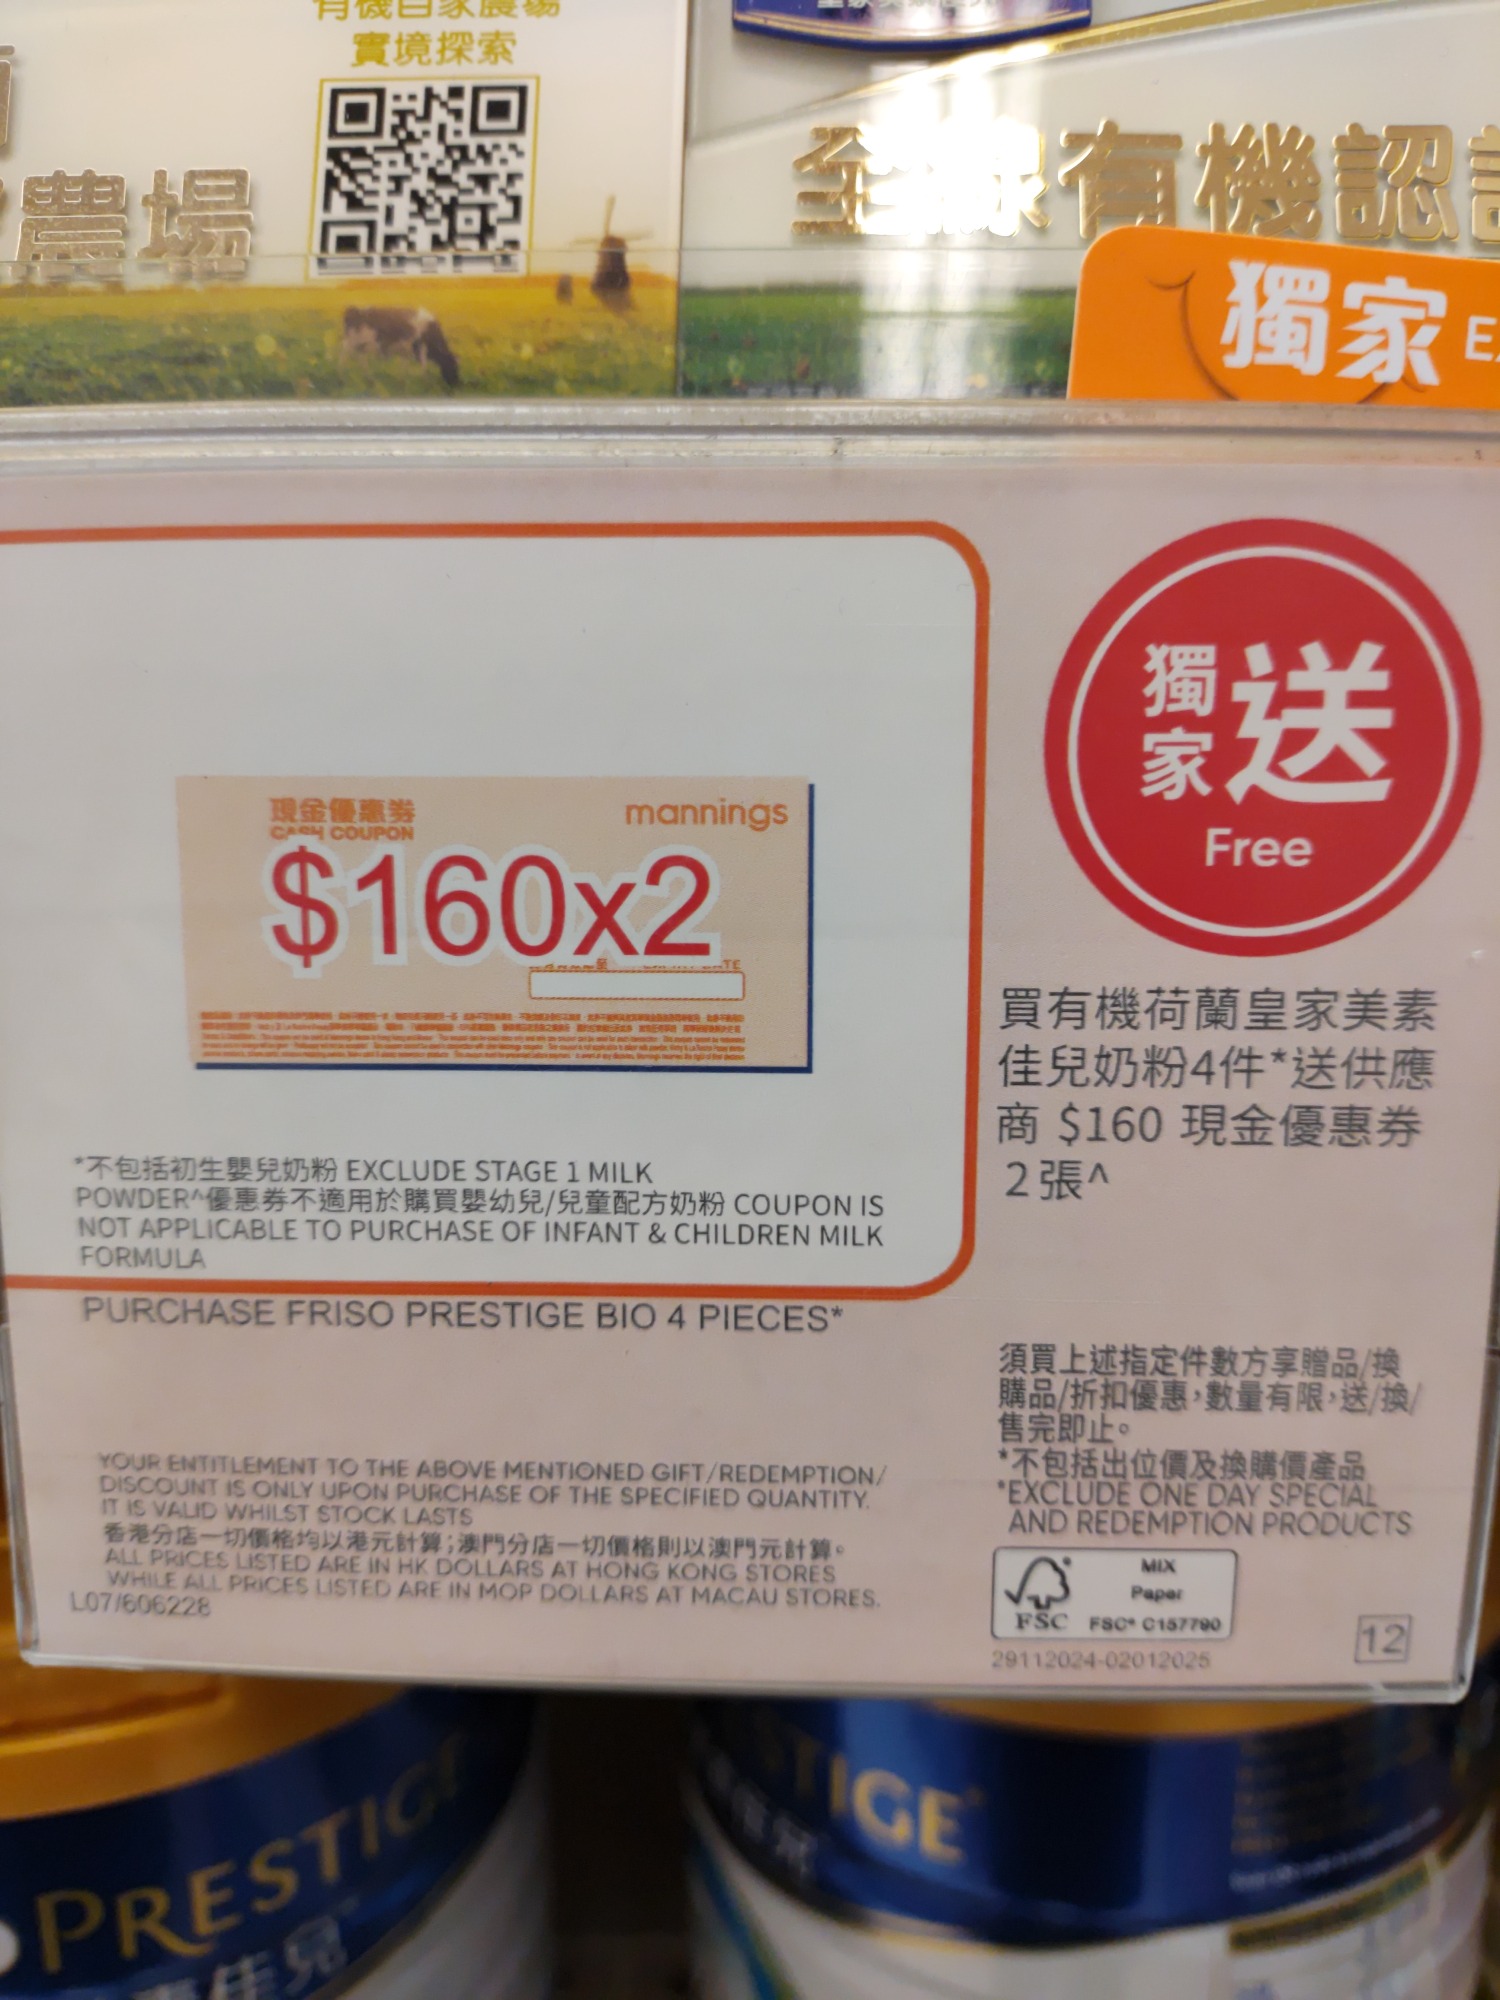 有機自家農場
實境探索
農場
全線有機認
獨家
mannings
現金優惠券
CASH COUPON
$160x2
獨家
送
Free
買有機荷蘭皇家美素
佳兒奶粉4件*送供應
商 $160 現金優惠券
2張^
*不包括初生嬰兒奶粉 EXCLUDE STAGE 1 MILK
POWDER^優惠券不適用於購買嬰幼兒/兒童配方奶粉 COUPON IS
NOT APPLICABLE TO PURCHASE OF INFANT & CHILDREN MILK
FORMULA
PURCHASE FRISO PRESTIGE BIO 4 PIECES*
須買上述指定件數方享贈品/換
購品/折扣優惠,數量有限,送/換/
售完即止。
*不包括出位價及換購價產品
*EXCLUDE ONE DAY SPECIAL
AND REDEMPTION PRODUCTS
YOUR ENTITLEMENT TO THE ABOVE MENTIONED GIFT/REDEMPTION/
DISCOUNT IS ONLY UPON PURCHASE OF THE SPECIFIED QUANTITY.
IT IS VALID WHILST STOCK LASTS
香港分店一切價格均以港元計算;澳門分店一切價格則以澳門元計算。
ALL PRICES LISTED ARE IN HK DOLLARS AT HONG KONG STORES
WHILE ALL PRICES LISTED ARE IN MOP DOLLARS AT MACAU STORES.
L07/606228
MIX
Paper
FSC
FSC® C157790
29112024-02012025
12
PRESTIGE
佳兒
TIGE